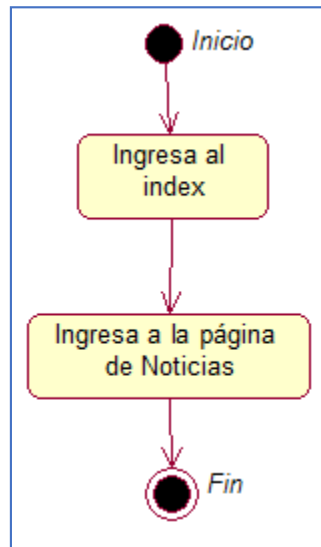 Inicio
Ingresa al
index
Ingresa a la página
de Noticias
Fin